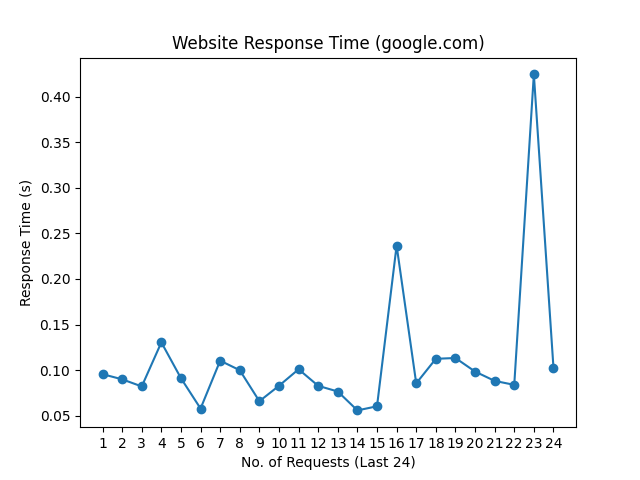 Website Response Time (google.com)
0.40
0.35
0.30
0.25
0.20
0.15
0.10
0.05
Response Time (s)
1 2 3 4 5 6 7 8 9 10 11 12 13 14 15 16 17 18 19 20 21 22 23 24
No. of Requests (Last 24)